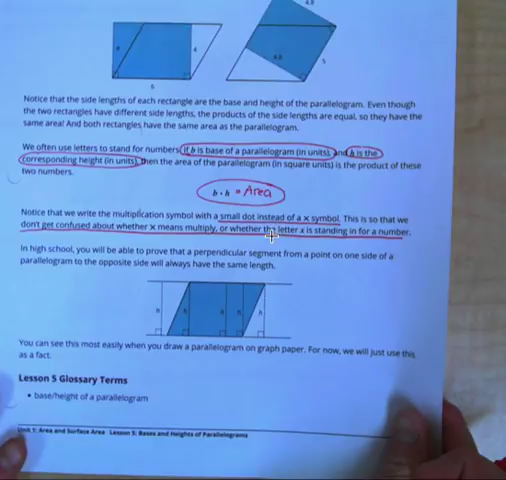 4.8
4
4
4.8
5
6
Notice that the side lengths of each rectangle are the base and height of the parallelogram. Even though
the two rectangles have different side lengths, the products of the side lengths are equal, so they have the
same area! And both rectangles have the same area as the parallelogram.
We often use letters to stand for numbers. If b is base of a parallelogram (in units), and h is the
corresponding height (in units), then the area of the parallelogram (in square units) is the product of these
two numbers.
b · h = Area
Notice that we write the multiplication symbol with a small dot instead of a × symbol. This is so that we
don't get confused about whether × means multiply, or whether the letter x is standing in for a number.
In high school, you will be able to prove that a perpendicular segment from a point on one side of a
parallelogram to the opposite side will always have the same length.
h h h h h
You can see this most easily when you draw a parallelogram on graph paper. For now, we will just use this
as a fact.
Lesson 5 Glossary Terms
• base/height of a parallelogram
Unit 1: Area and Surface Area Lesson 5: Bases and Heights of Parallelograms